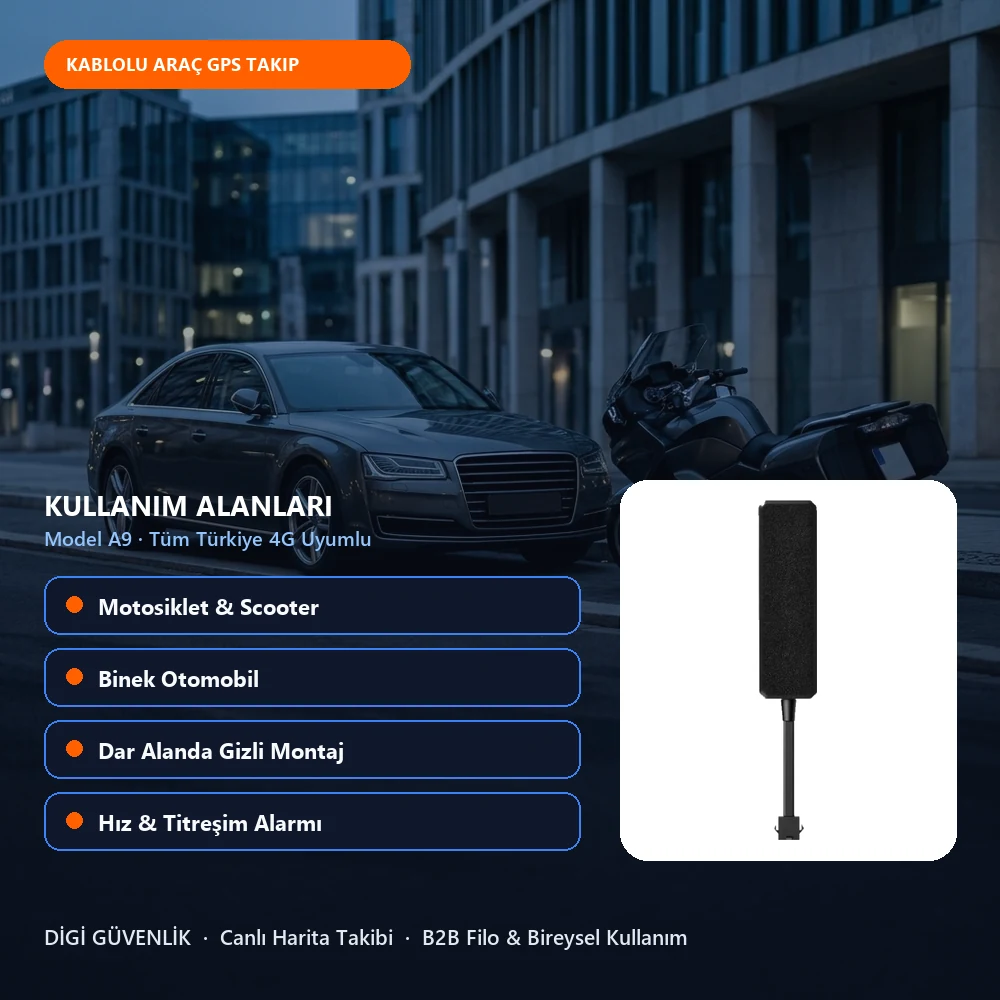 KABLOLU ARAÇ GPS TAKIP
KULLANIM ALANLARI
Model A9 · Tüm Türkiye 4G Uyumlu
Motosiklet & Scooter
Binek Otomobil
Dar Alanda Gizli Montaj
Hız & Titreşim Alarmı
DİGİ GÜVENLİK · Canlı Harita Takibi · B2B Filo & Bireysel Kullanım